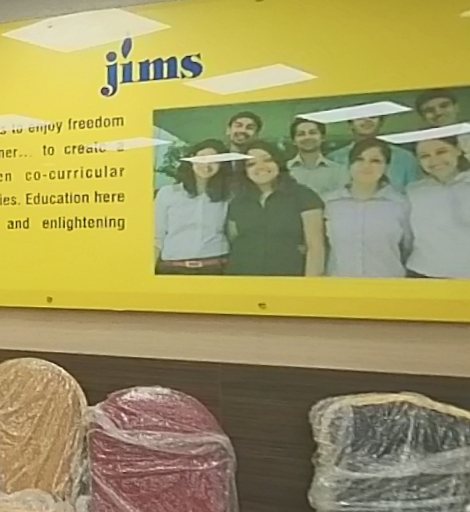 jims
to enjoy freedom
ner... to create a
en co-curricular
ies. Education here
and enlightening